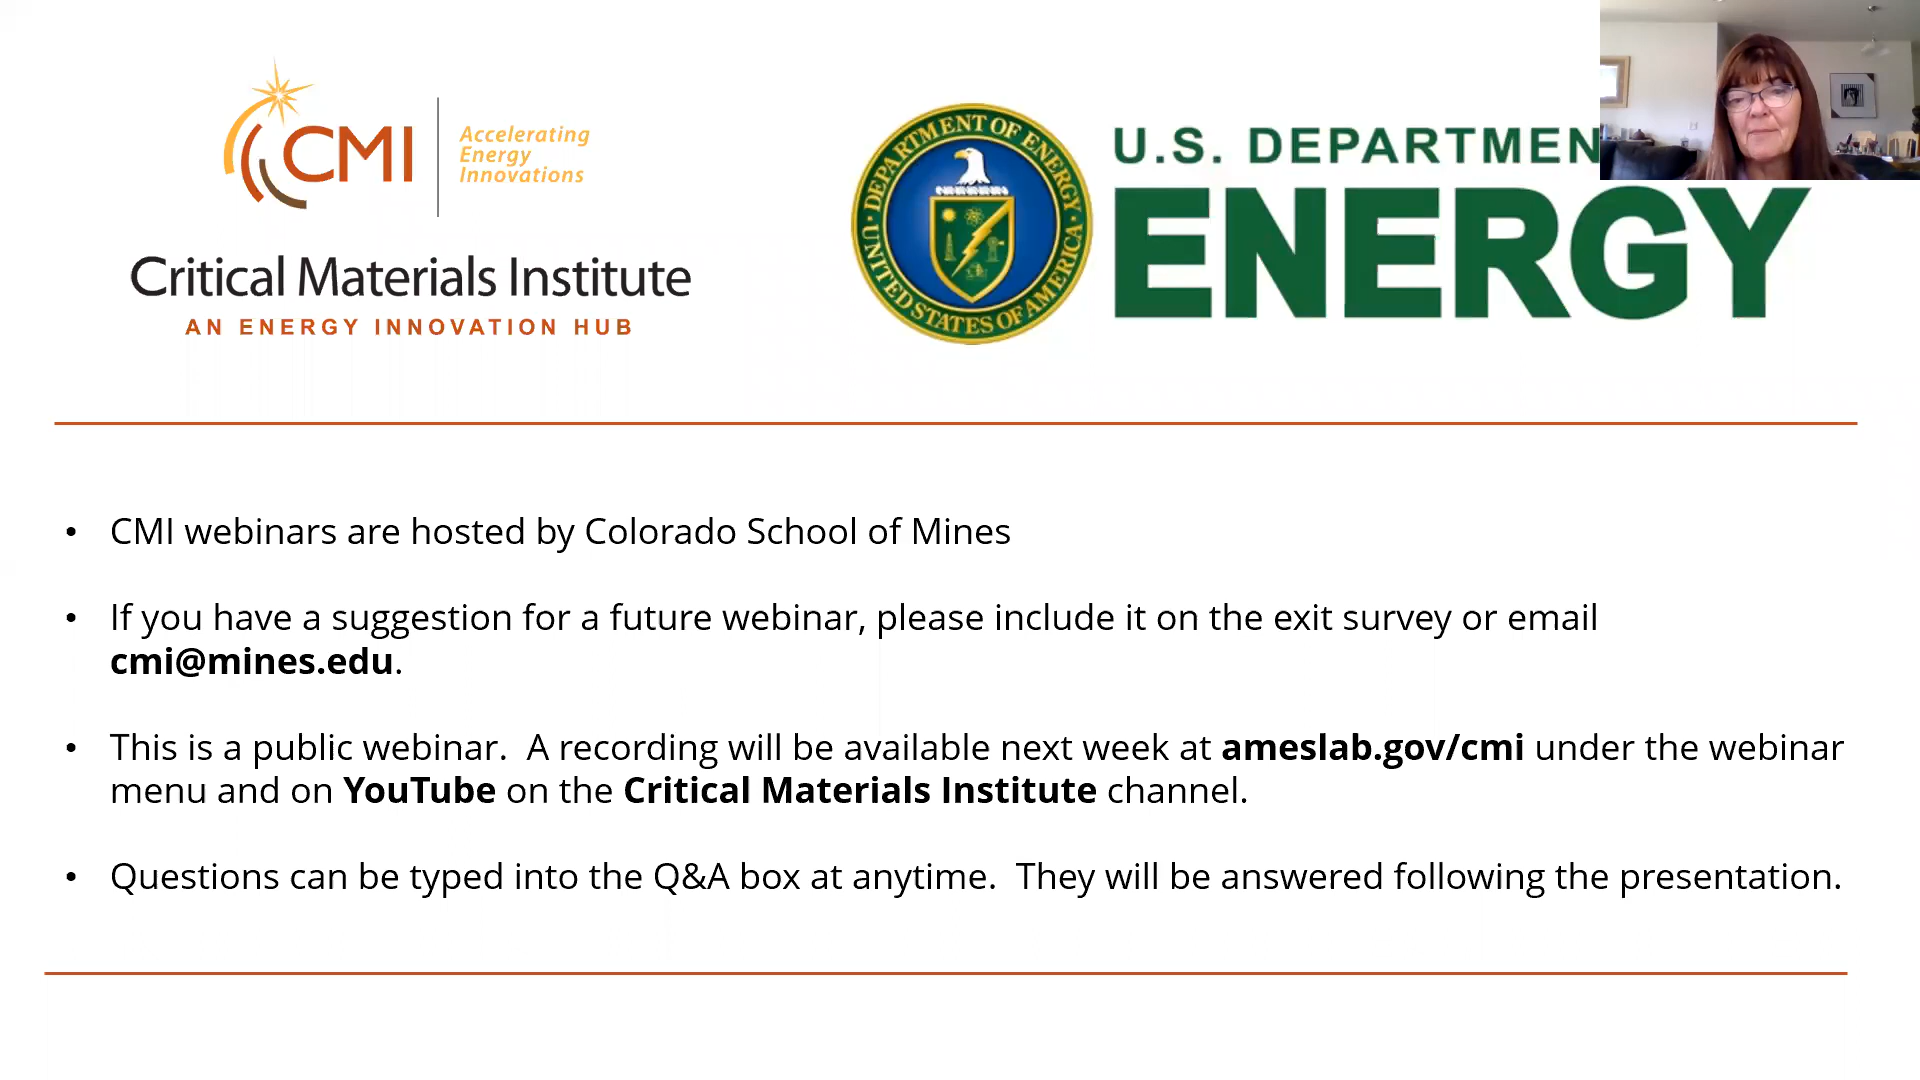 CMI
Accelerating
Energy
Innovations
Critical Materials Institute
AN ENERGY INNOVATION HUB
DEPARTMENT OF ENERGY
UNITED STATES OF AMERICA
U.S. DEPARTMEN
ENERGY
• CMI webinars are hosted by Colorado School of Mines
• If you have a suggestion for a future webinar, please include it on the exit survey or email
cmi@mines.edu.
• This is a public webinar.  A recording will be available next week at ameslab.gov/cmi under the webinar
menu and on YouTube on the Critical Materials Institute channel.
• Questions can be typed into the Q&A box at anytime.  They will be answered following the presentation.